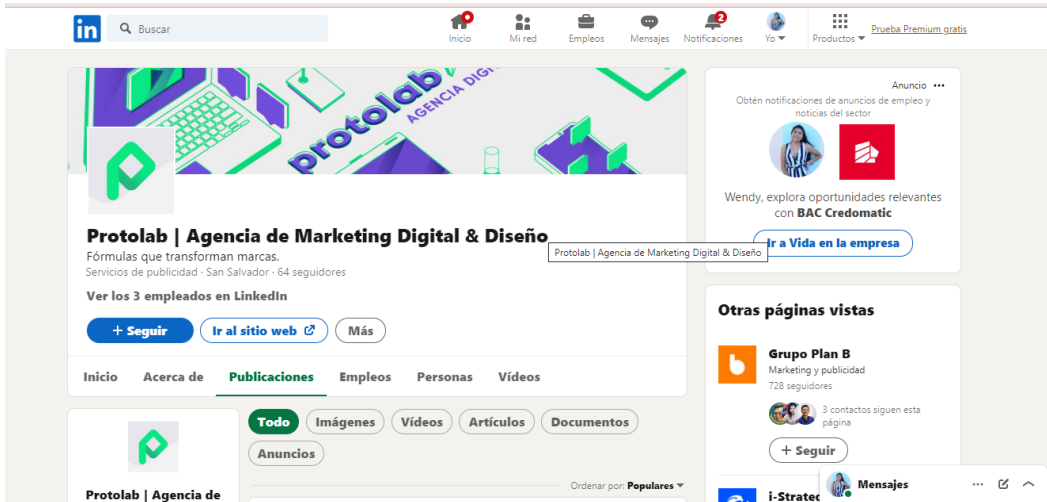 in
Buscar
Inicio
Mi red
Empleos
Mensajes
2
Notificaciones
Yo
Productos
Prueba Premium gratis
protolab
AGENCIA DIGI
Protolab | Agencia de Marketing Digital & Diseño
Fórmulas que transforman marcas.
Servicios de publicidad · San Salvador · 64 seguidores
Ver los 3 empleados en LinkedIn
+ Seguir
Ir al sitio web
Más
Inicio
Acerca de
Publicaciones
Empleos
Personas
Vídeos
Protolab | Agencia de Marketing Digital & Diseño
Protolab | Agencia de
Todo
Imágenes
Vídeos
Artículos
Documentos
Anuncios
Ordenar por: Populares
Anuncio
Obtén notificaciones de anuncios de empleo y
noticias del sector
Wendy, explora oportunidades relevantes
con BAC Credomatic
Ir a Vida en la empresa
Otras páginas vistas
Grupo Plan B
Marketing y publicidad
728 seguidores
3 contactos siguen esta
página
+ Seguir
i-Strateg
Mensajes